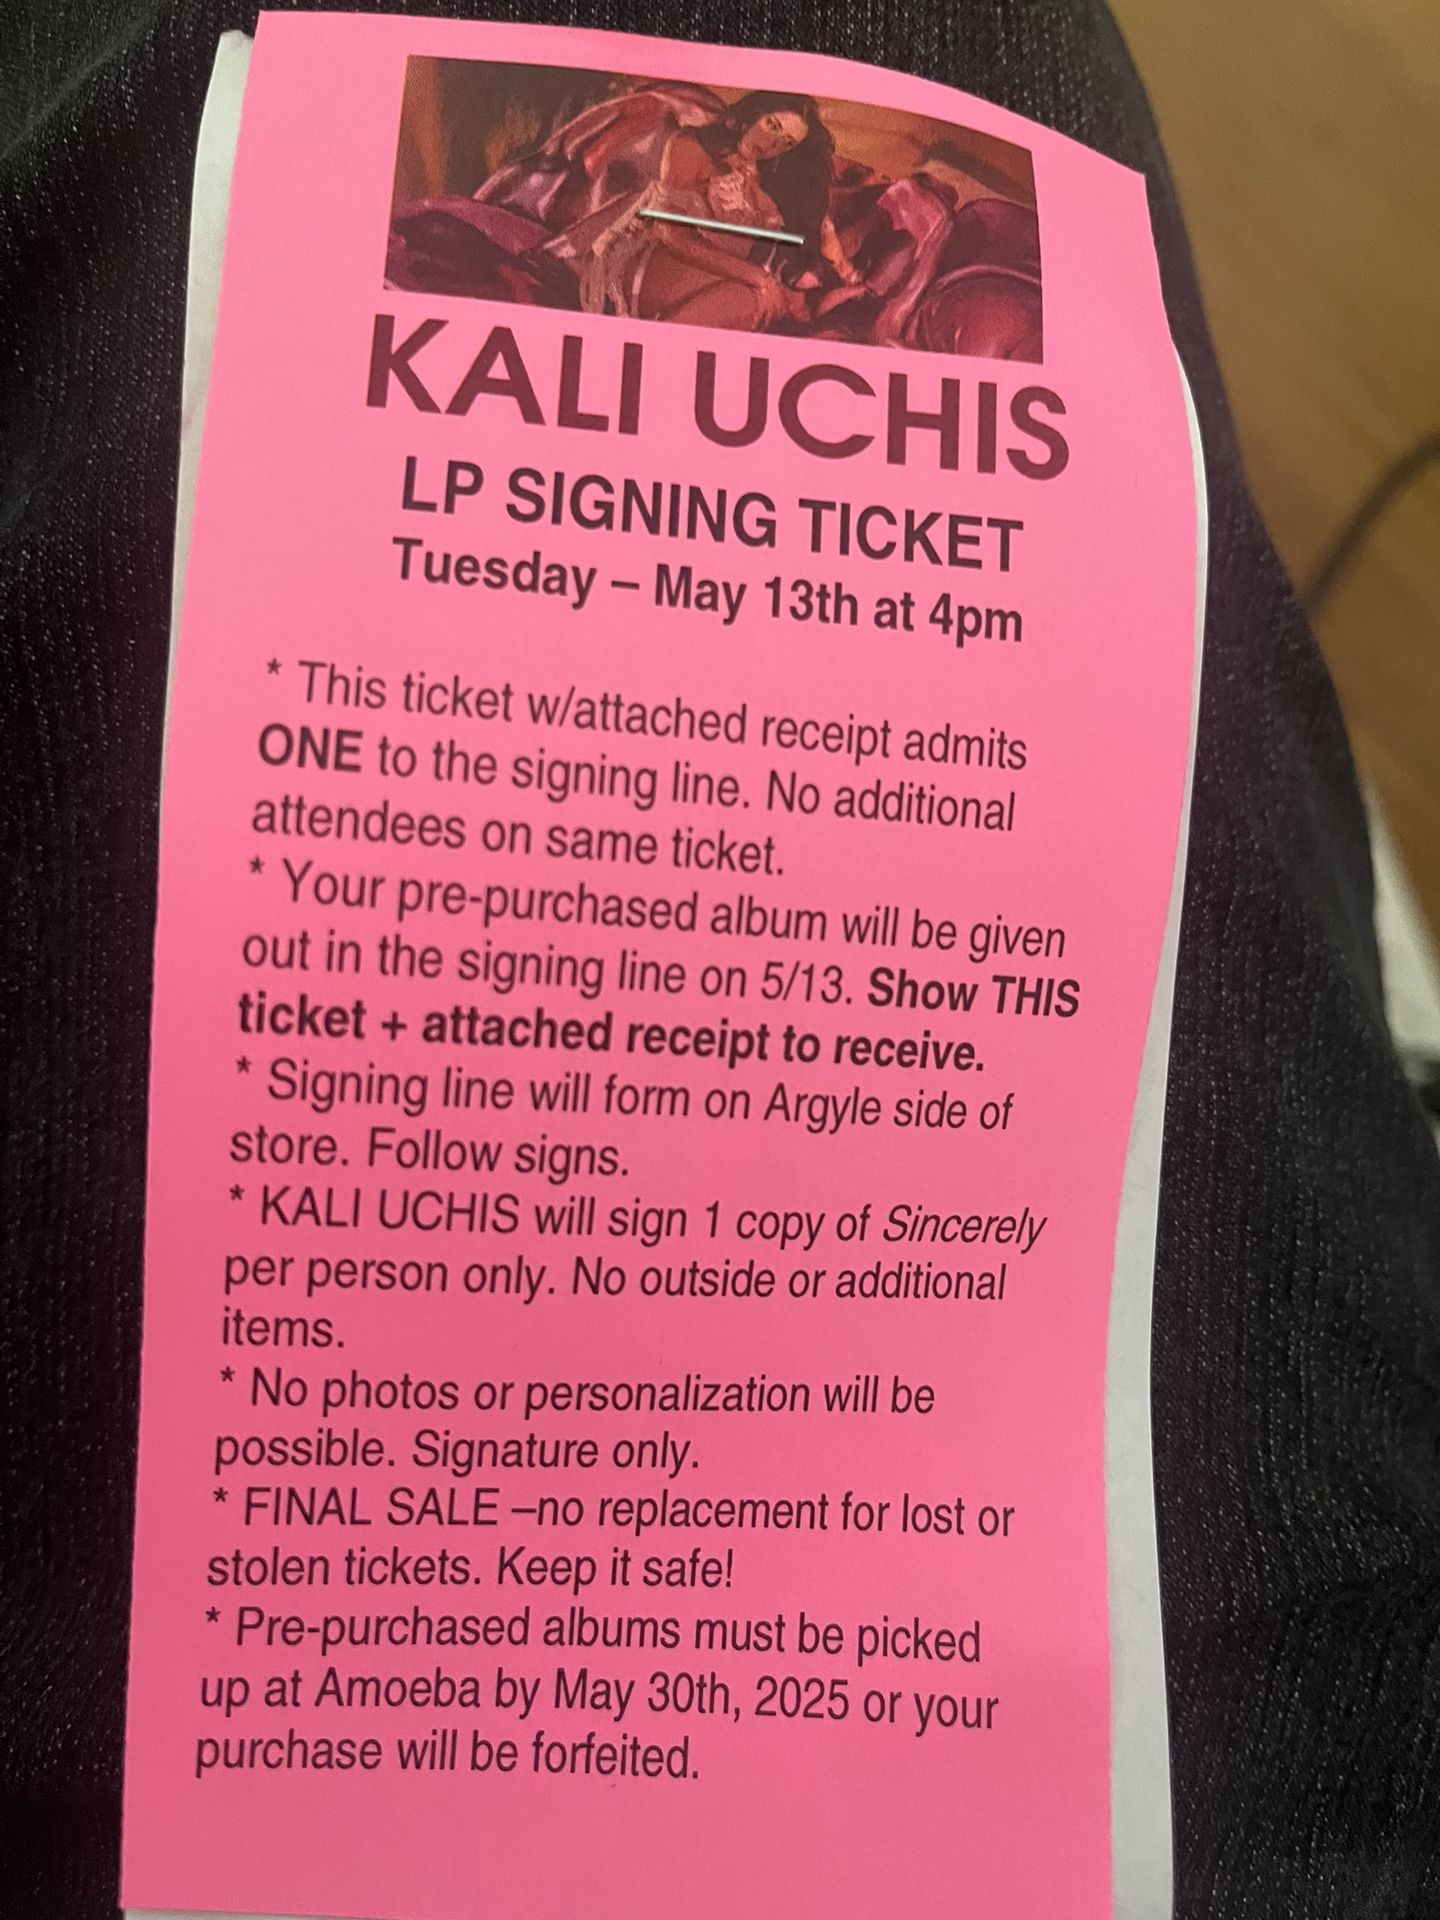 KALI UCHIS
LP SIGNING TICKET
Tuesday – May 13th at 4pm
* This ticket w/attached receipt admits
ONE to the signing line. No additional
attendees on same ticket.
* Your pre-purchased album will be given
out in the signing line on 5/13. Show THIS
ticket + attached receipt to receive.
* Signing line will form on Argyle side of
store. Follow signs.
* KALI UCHIS will sign 1 copy of Sincerely
per person only. No outside or additional
items.
* No photos or personalization will be
possible. Signature only.
* FINAL SALE –no replacement for lost or
stolen tickets. Keep it safe!
* Pre-purchased albums must be picked
up at Amoeba by May 30th, 2025 or your
purchase will be forfeited.